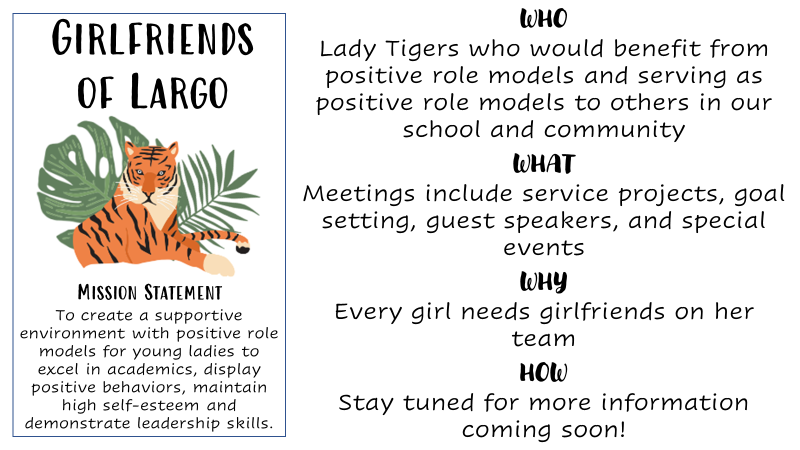 GIRLFRIENDS
OF LARGO
MISSION STATEMENT
To create a supportive
environment with positive role
models for young ladies to
excel in academics, display
positive behaviors, maintain
high self-esteem and
demonstrate leadership skills.
WHO
Lady Tigers who would benefit from
positive role models and serving as
positive role models to others in our
school and community
WHAT
Meetings include service projects, goal
setting, guest speakers, and special
events
WHY
Every girl needs girlfriends on her
team
HOW
Stay tuned for more information
coming soon!